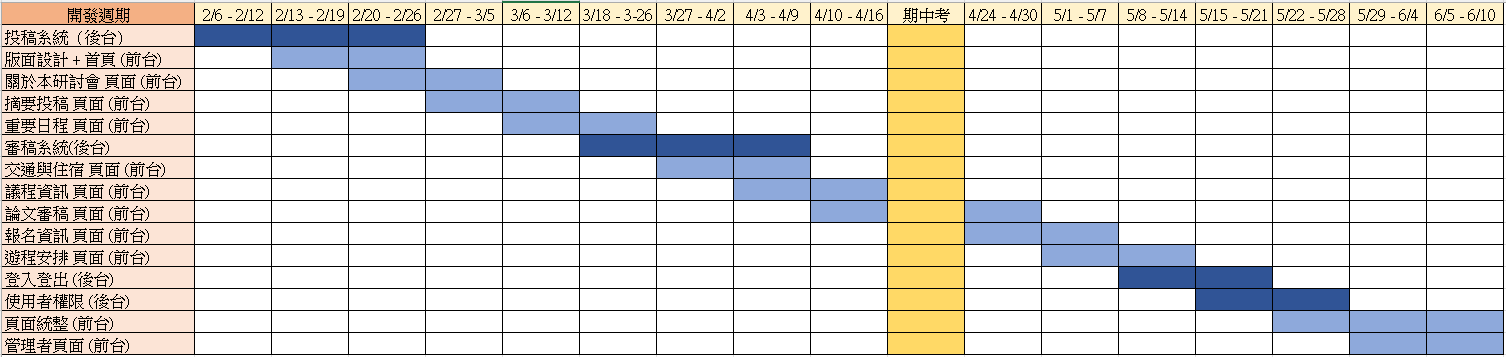 開發週期 2/6 - 2/12 2/13 - 2/19 2/20 - 2/26 2/27 - 3/5 3/6 - 3/12 3/18 - 3-26 3/27 - 4/2 4/3 - 4/9 4/10 - 4/16 期中考 4/24 - 4/30 5/1 - 5/7 5/8 - 5/14 5/15 - 5/21 5/22 - 5/28 5/29 - 6/4 6/5 - 6/10
投稿系統（後台）
版面設計 + 首頁 (前台)
關於本研討會 頁面 (前台)
摘要投稿 頁面 (前台)
重要日程 頁面 (前台)
審稿系統(後台)
交通與住宿 頁面 (前台)
議程資訊 頁面 (前台)
論文審稿 頁面 (前台)
報名資訊 頁面 (前台)
遊程安排 頁面 (前台)
登入登出 (後台)
使用者權限 (後台)
頁面統整 (前台)
管理者頁面 (前台)